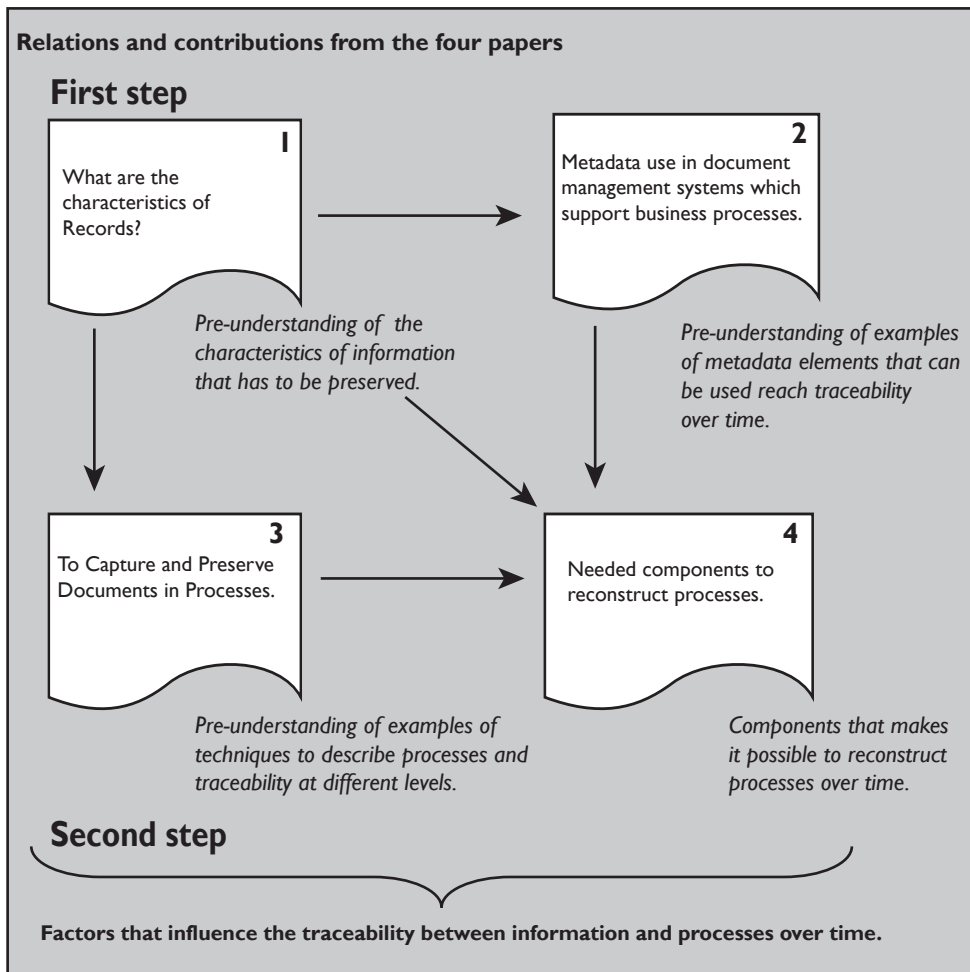 Relations and contributions from the four papers
First step
1
What are the
characteristics of
Records?
2
Metadata use in document
management systems which
support business processes.
Pre-understanding of the
characteristics of information
that has to be preserved.
Pre-understanding of examples
of metadata elements that can
be used reach traceability
over time.
3
To Capture and Preserve
Documents in Processes.
4
Needed components to
reconstruct processes.
Pre-understanding of examples of
techniques to describe processes and
traceability at different levels.
Components that makes
it possible to reconstruct
processes over time.
Second step
Factors that influence the traceability between information and processes over time.